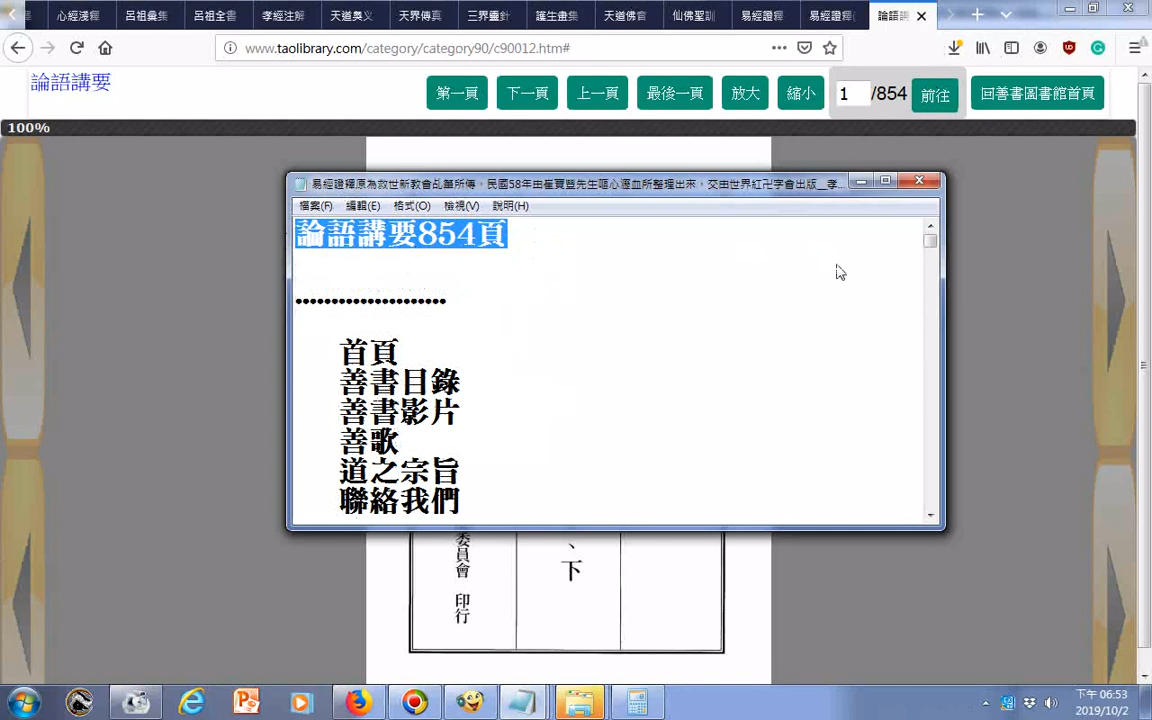 心經淺釋
呂祖彙集
呂祖全書
孝經注解
天道奧义
天界傳真
三界靈針
護生畫集
天道佛音
仙佛聖訓
易經證釋
易經證釋(
論語講
www.taolibrary.com/category/category90/c90012.htm#
論語講要
第一頁
下一頁
上一頁
最後一頁
放大
縮小
1
/854
前往
回善書圖書館首頁
100%
易經證釋原為救世新教會乩筆所傳，民國58年由崔寶暨先生嘔心瀝血所整理出來，交由世界紅卍字會出版__孝...
檔案(F) 編輯(E) 格式(O) 檢視(V) 說明(H)
論語講要854頁
.....................
首頁
善書目錄
善書影片
善歌
道之宗旨
聯絡我們
、下
委員會 印行
下午 06:53
2019/10/2